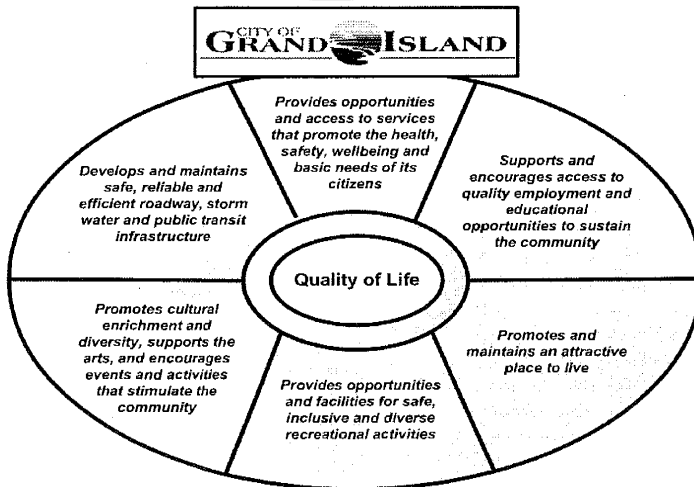 CITY OF
GRAND ISLAND
Provides opportunities
and access to services
that promote the health,
safety, wellbeing and
basic needs of its
citizens
Supports and
encourages access to
quality employment and
educational
opportunities to sustain
the community
Promotes and
maintains an attractive
place to live
Provides opportunities
and facilities for safe,
inclusive and diverse
recreational activities
Promotes cultural
enrichment and
diversity, supports the
arts, and encourages
events and activities
that stimulate the
community
Develops and maintains
safe, reliable and
efficient roadway, storm
water and public transit
infrastructure
Quality of Life